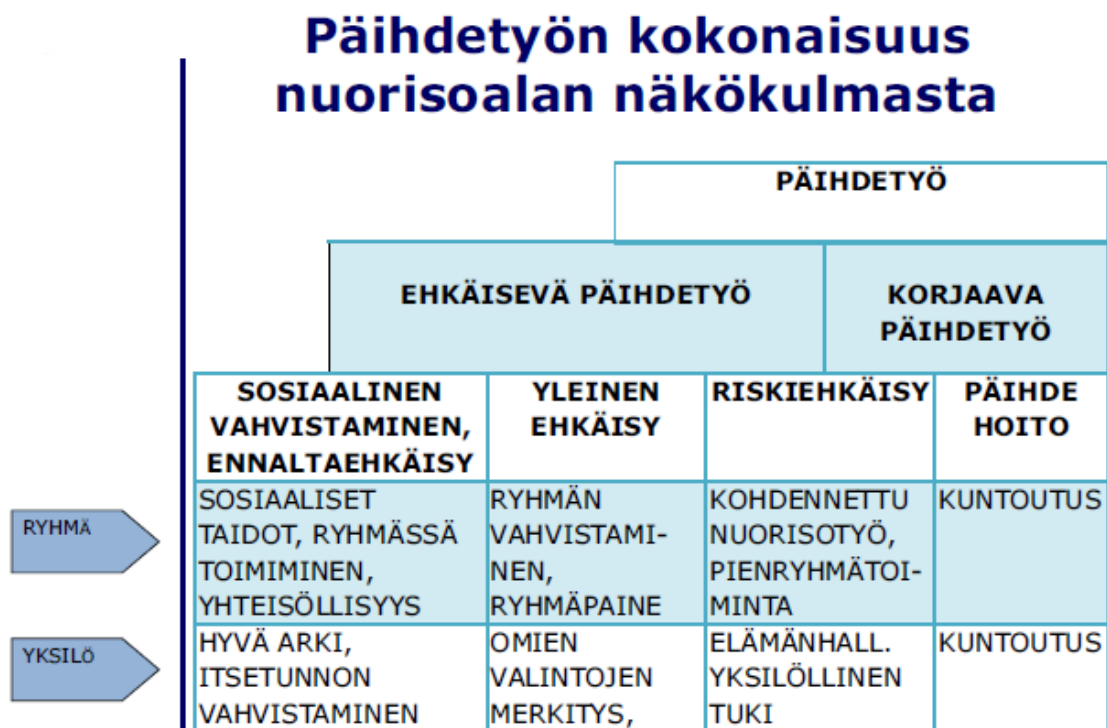 Päihdetyön kokonaisuus
nuorisoalan näkökulmasta
PÄIHDETYÖ
EHKÄISEVÄ PÄIHDETYÖ
KORJAAVA
PÄIHDETYÖ
SOSIAALINEN
VAHVISTAMINEN,
ENNALTAEHKÄISY
YLEINEN
EHKÄISY
RISKIEHKÄISY
PÄIHDE
HOITO
RYHMÄ
SOSIAALISET
TAIDOT, RYHMÄSSÄ
TOIMIMINEN,
YHTEISÖLLISYYS
RYHMÄN
VAHVISTAMI-
NEN,
RYHMÄPAINE
KOHDENNETTU
NUORISOTYÖ,
PIENRYHMÄTOI-
MINTA
KUNTOUTUS
YKSILÖ
HYVÄ ARKI,
ITSETUNNON
VAHVISTAMINEN
OMIEN
VALINTOJEN
MERKITYS,
ELÄMÄNHALL.
YKSILÖLLINEN
TUKI
KUNTOUTUS